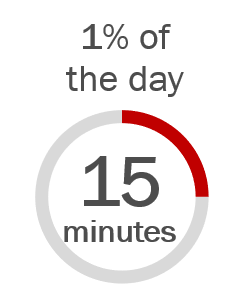 1% of
the day
15
minutes